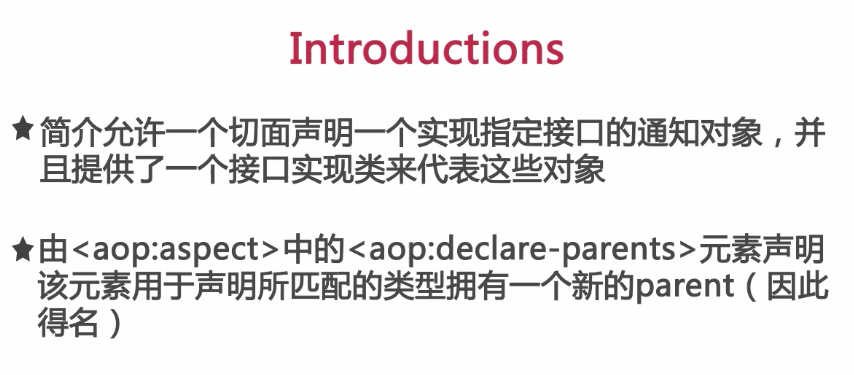 Introductions
★简介允许一个切面声明一个实现指定接口的通知对象，并
且提供了一个接口实现类来代表这些对象
★由<aop:aspect>中的<aop:declare-parents>元素声明
该元素用于声明所匹配的类型拥有一个新的parent（因此
得名）